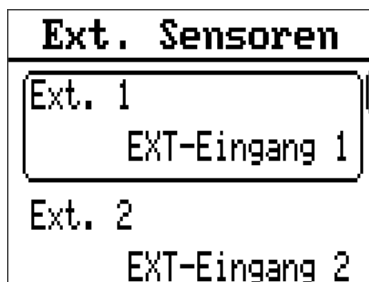 Ext. Sensoren
Ext. 1
EXT-Eingang 1
Ext. 2
EXT-Eingang 2